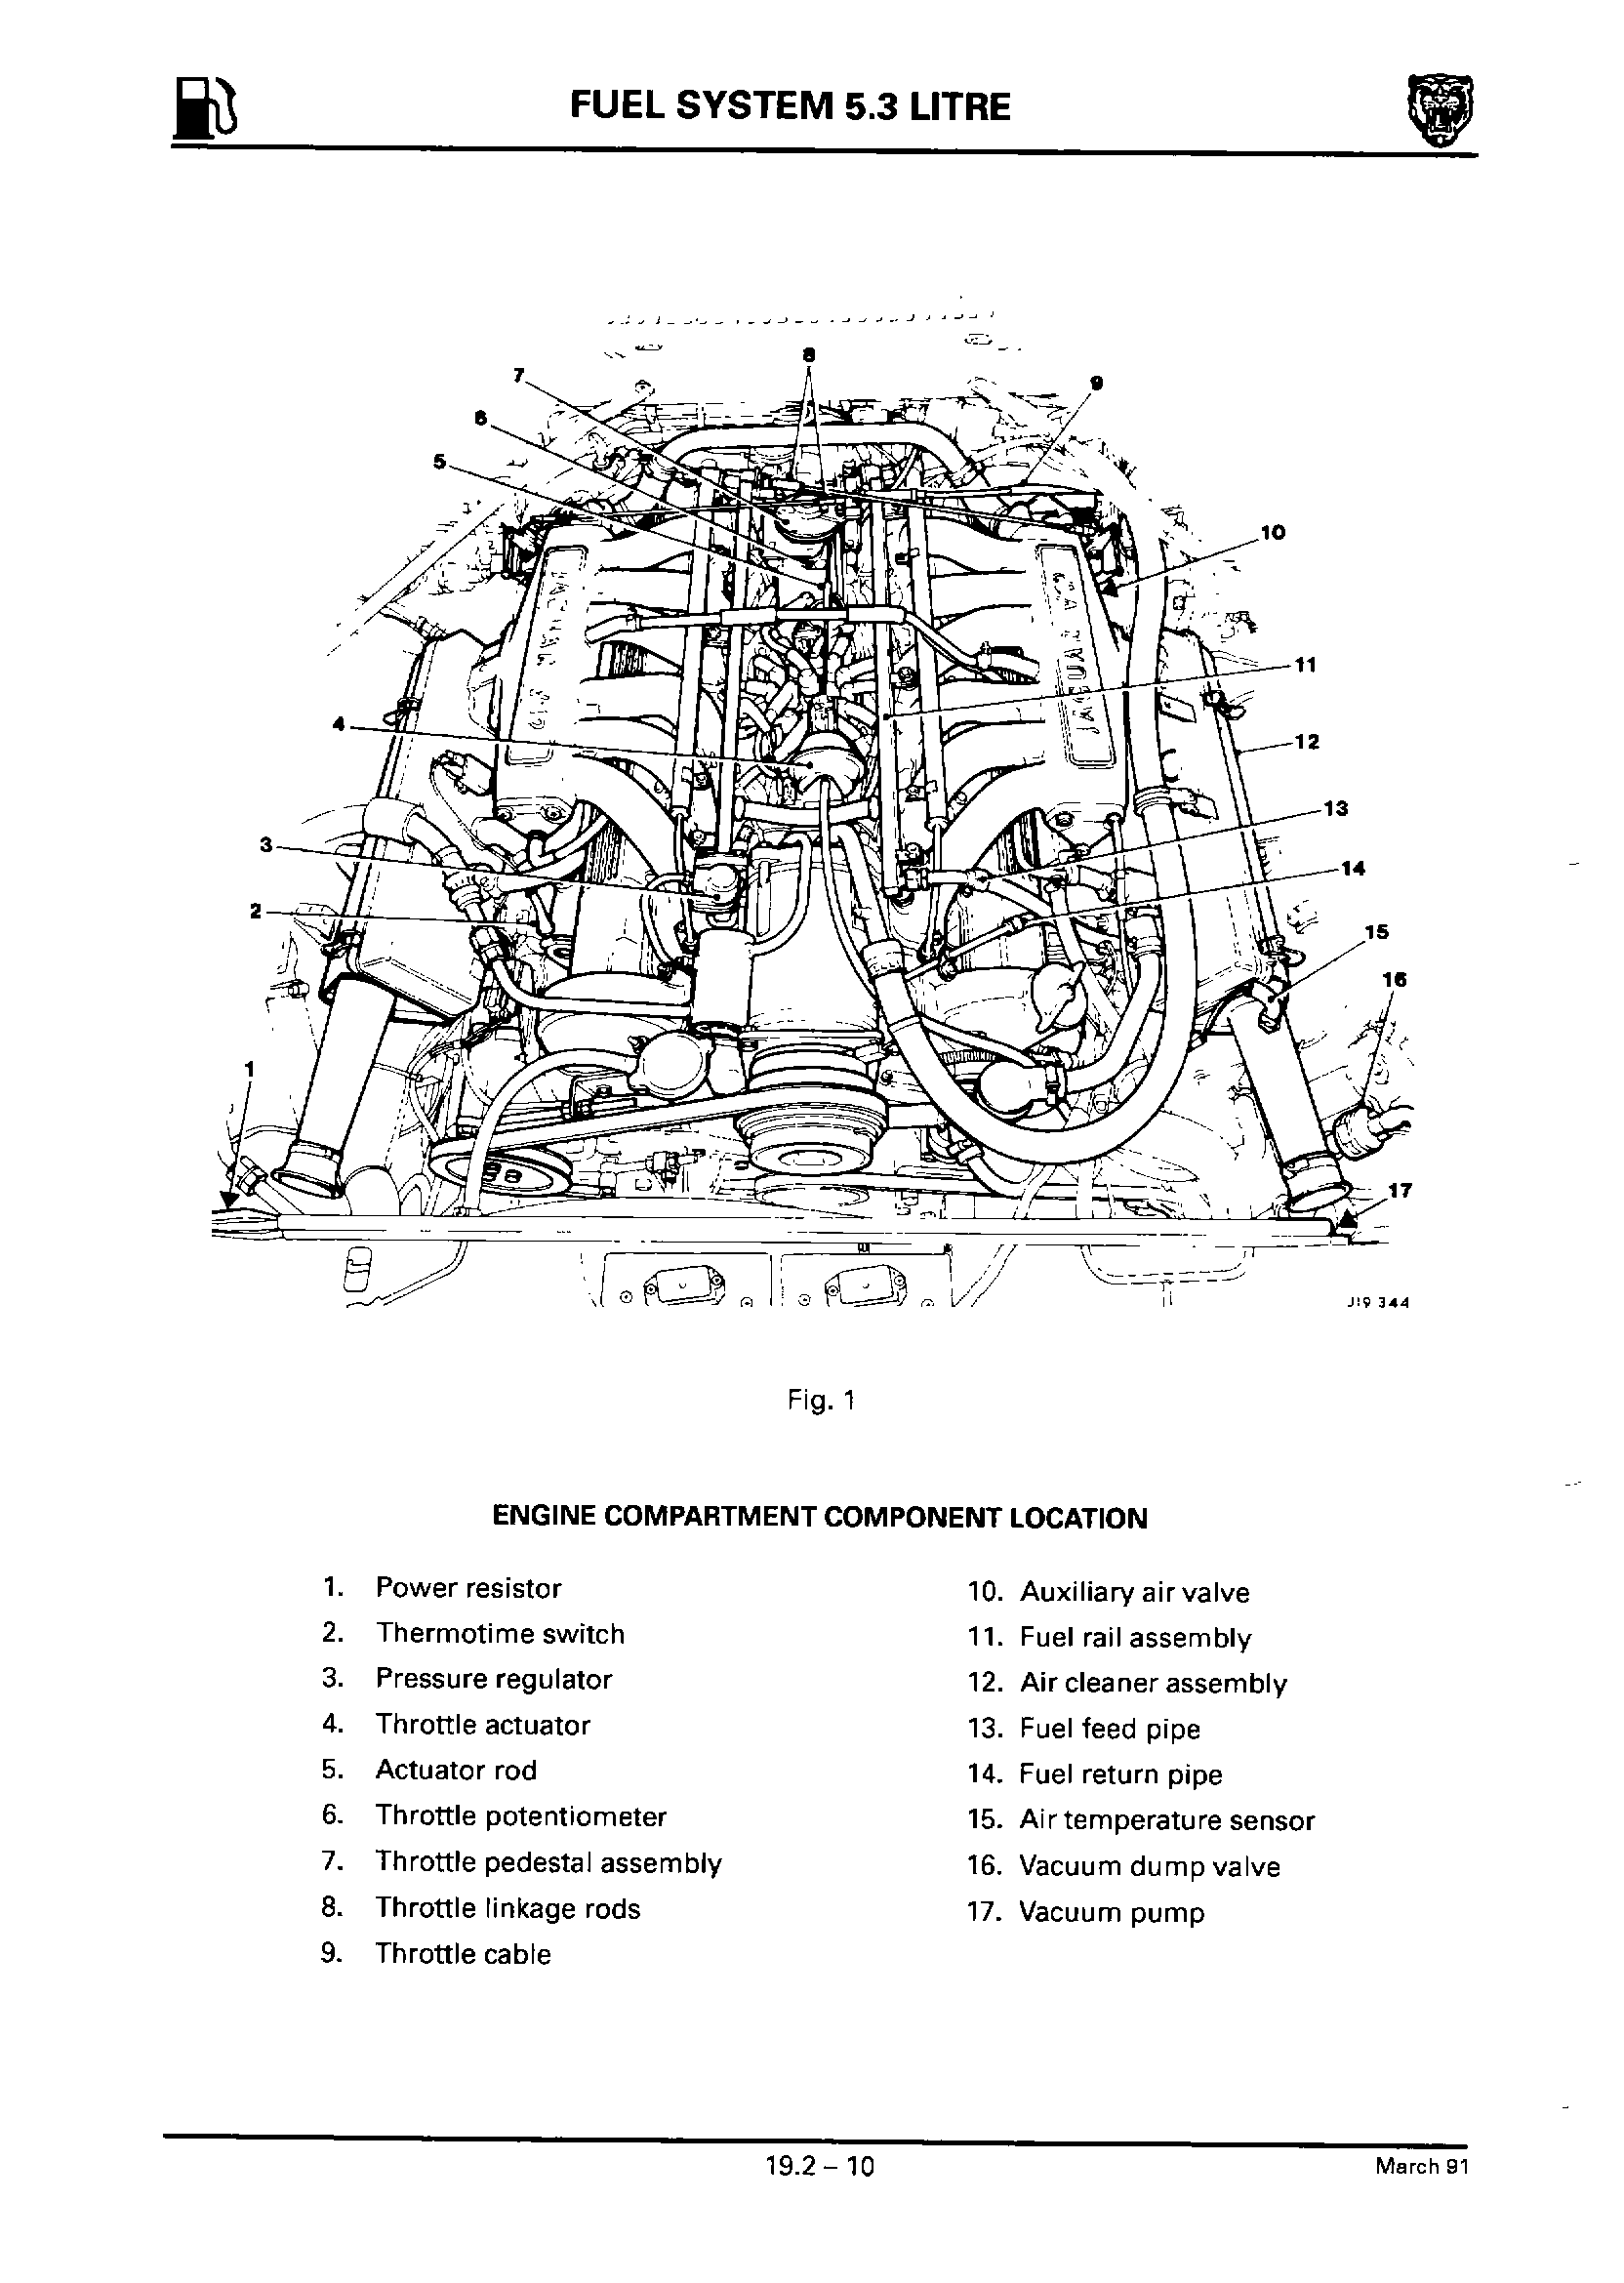 FUEL SYSTEM 5.3 LITRE
8
7
9
6
5
10
11
4
12
13
3
14
2
15
16
1
17
JAGUAR V12
JAGUAR
J19 344
Fig. 1
ENGINE COMPARTMENT COMPONENT LOCATION
1. Power resistor
2. Thermotime switch
3. Pressure regulator
4. Throttle actuator
5. Actuator rod
6. Throttle potentiometer
7. Throttle pedestal assembly
8. Throttle linkage rods
9. Throttle cable
10. Auxiliary air valve
11. Fuel rail assembly
12. Air cleaner assembly
13. Fuel feed pipe
14. Fuel return pipe
15. Air temperature sensor
16. Vacuum dump valve
17. Vacuum pump
19.2 – 10
March 91